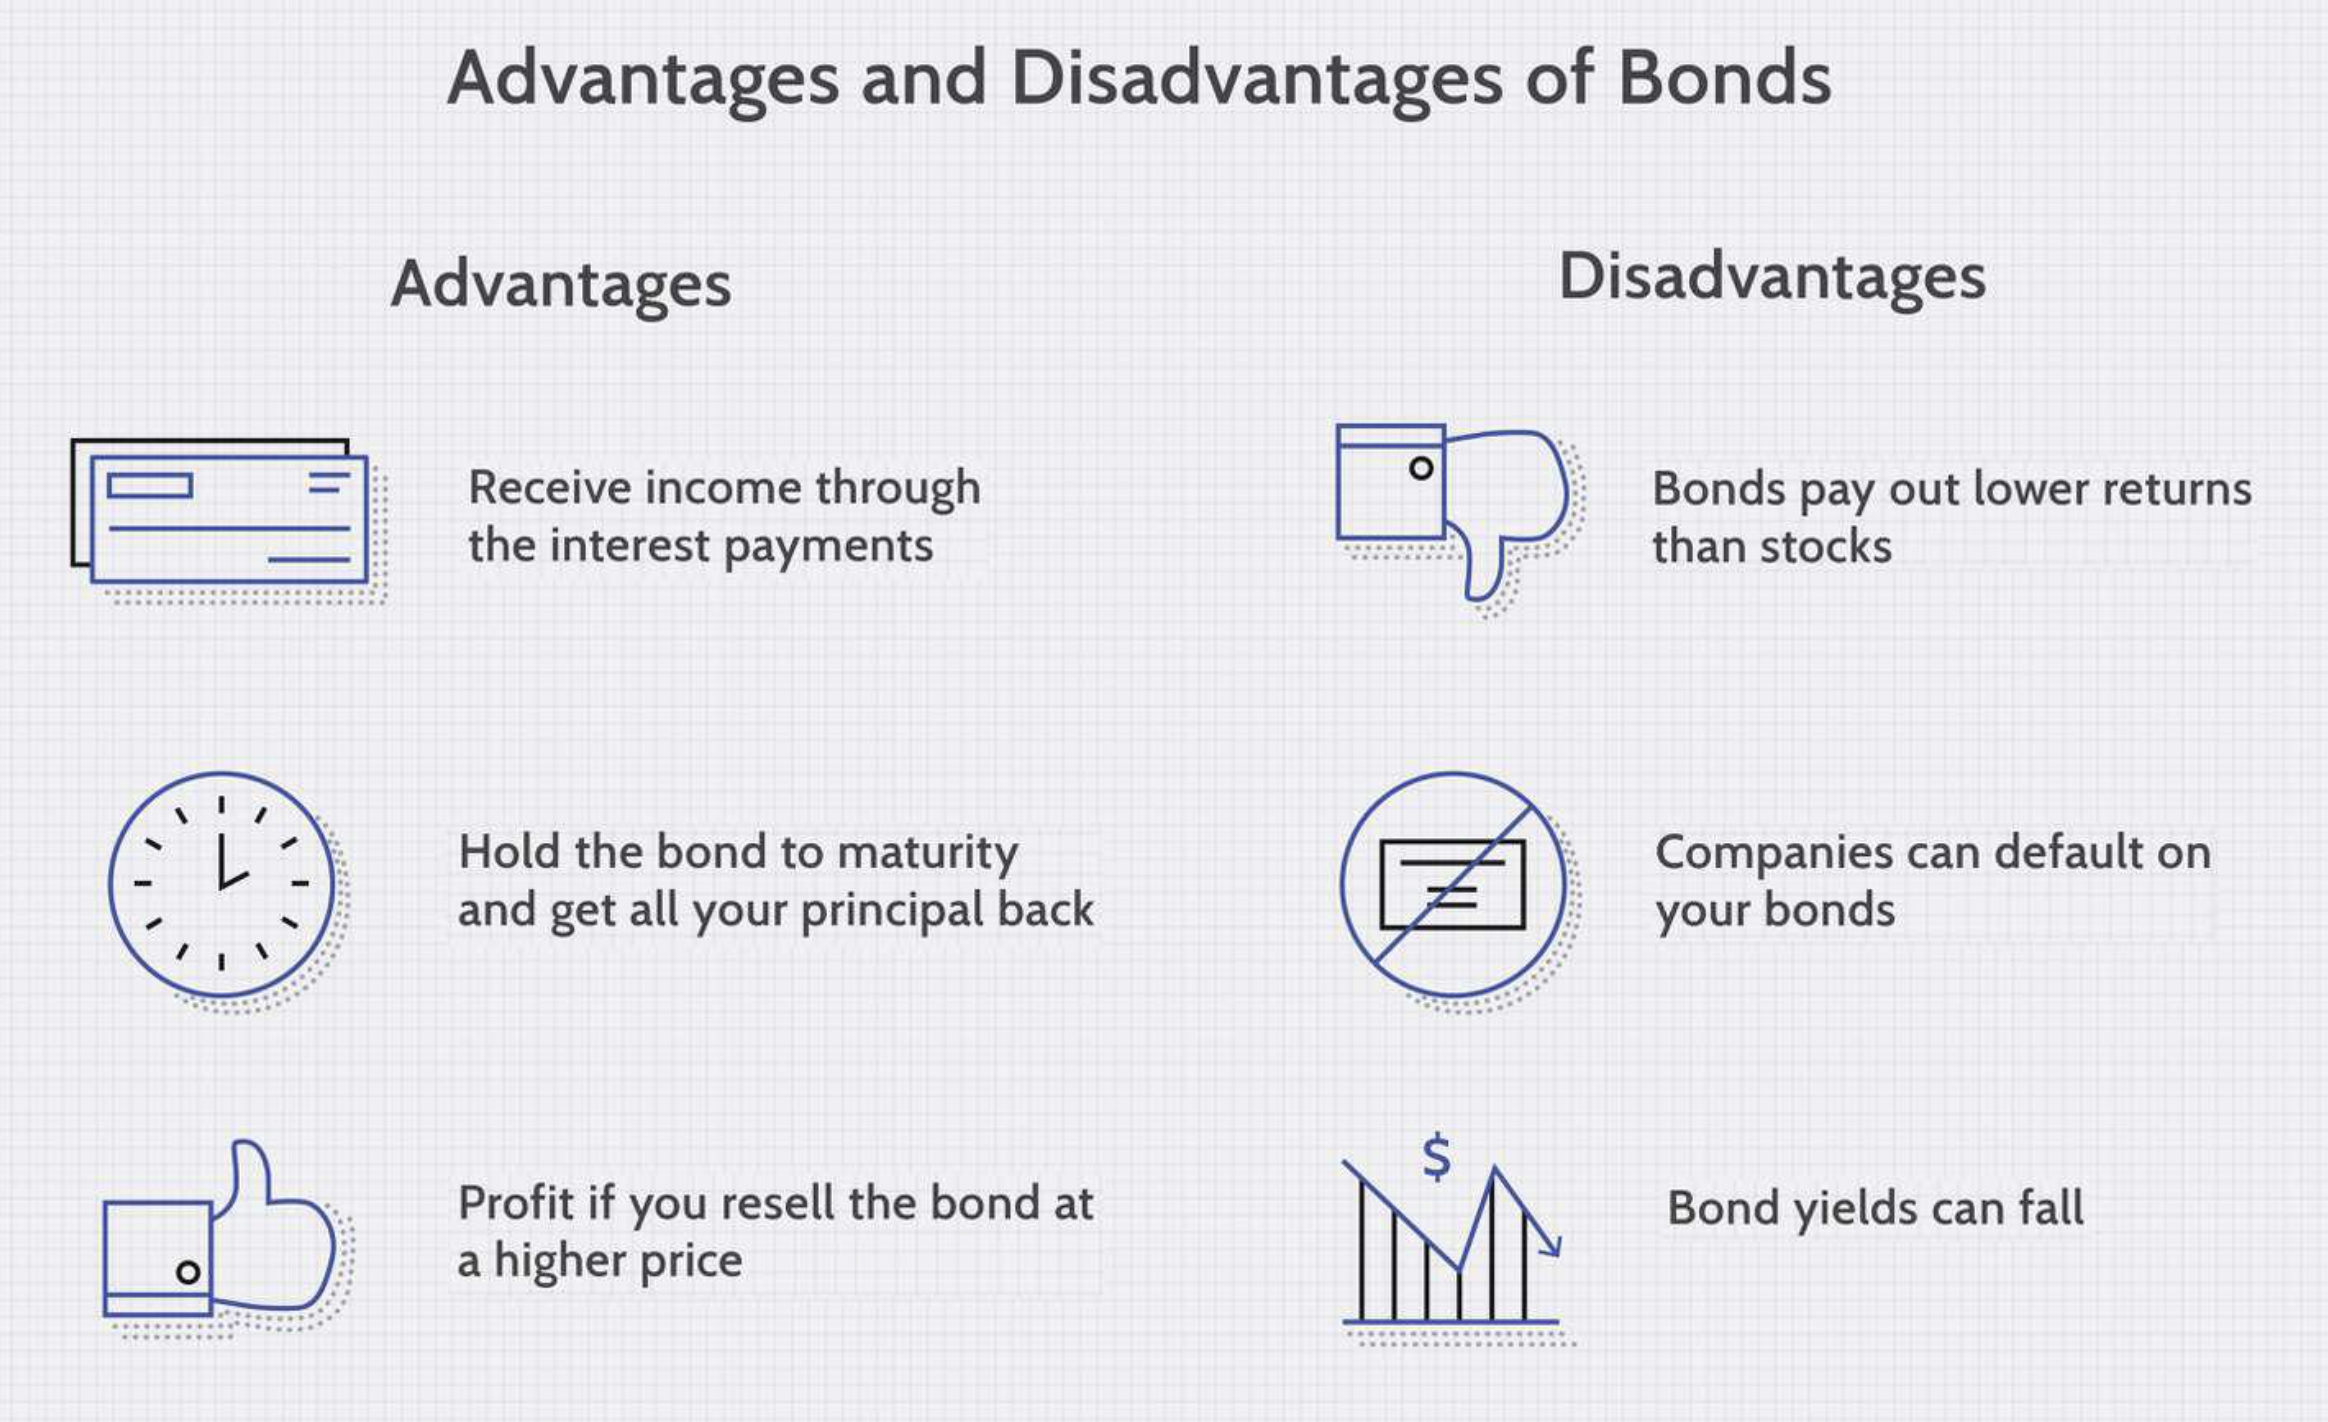 Advantages and Disadvantages of Bonds
Advantages
Receive income through
the interest payments
Hold the bond to maturity
and get all your principal back
Profit if you resell the bond at
a higher price
Disadvantages
Bonds pay out lower returns
than stocks
Companies can default on
your bonds
$
Bond yields can fall